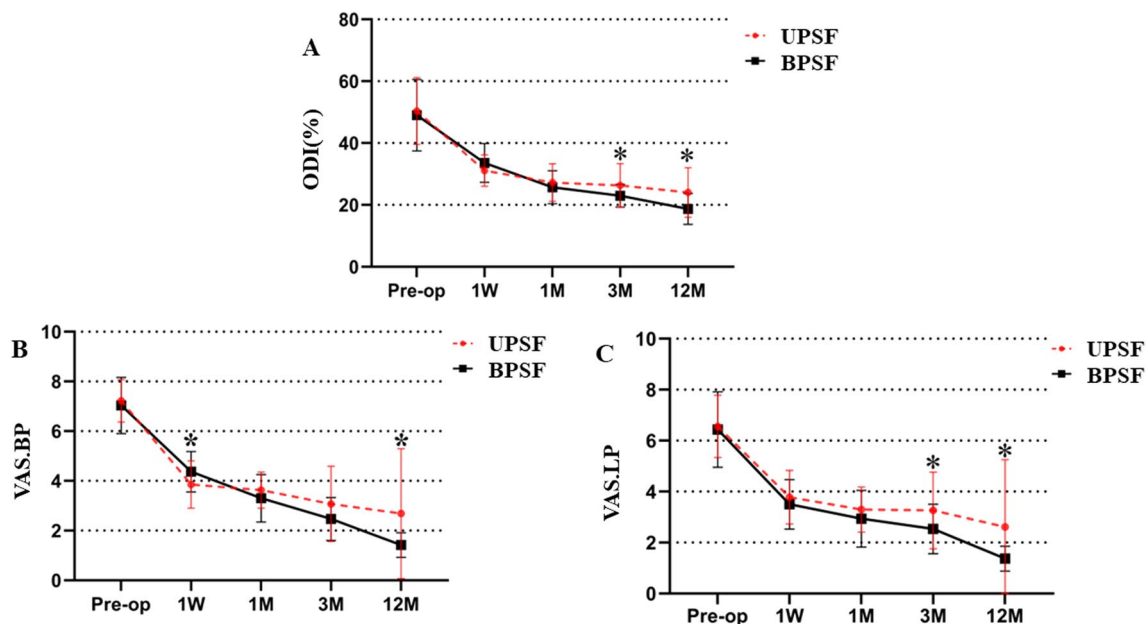 A
ODI(%)
80
60
40
20
0
* *
Pre-op 1W 1M 3M 12M
UPSF
BPSF
B
VAS.BP
10
8
6
4
2
0
* *
Pre-op 1W 1M 3M 12M
UPSF
BPSF
C
VAS.LP
10
8
6
4
2
0
* *
Pre-op 1W 1M 3M 12M
UPSF
BPSF